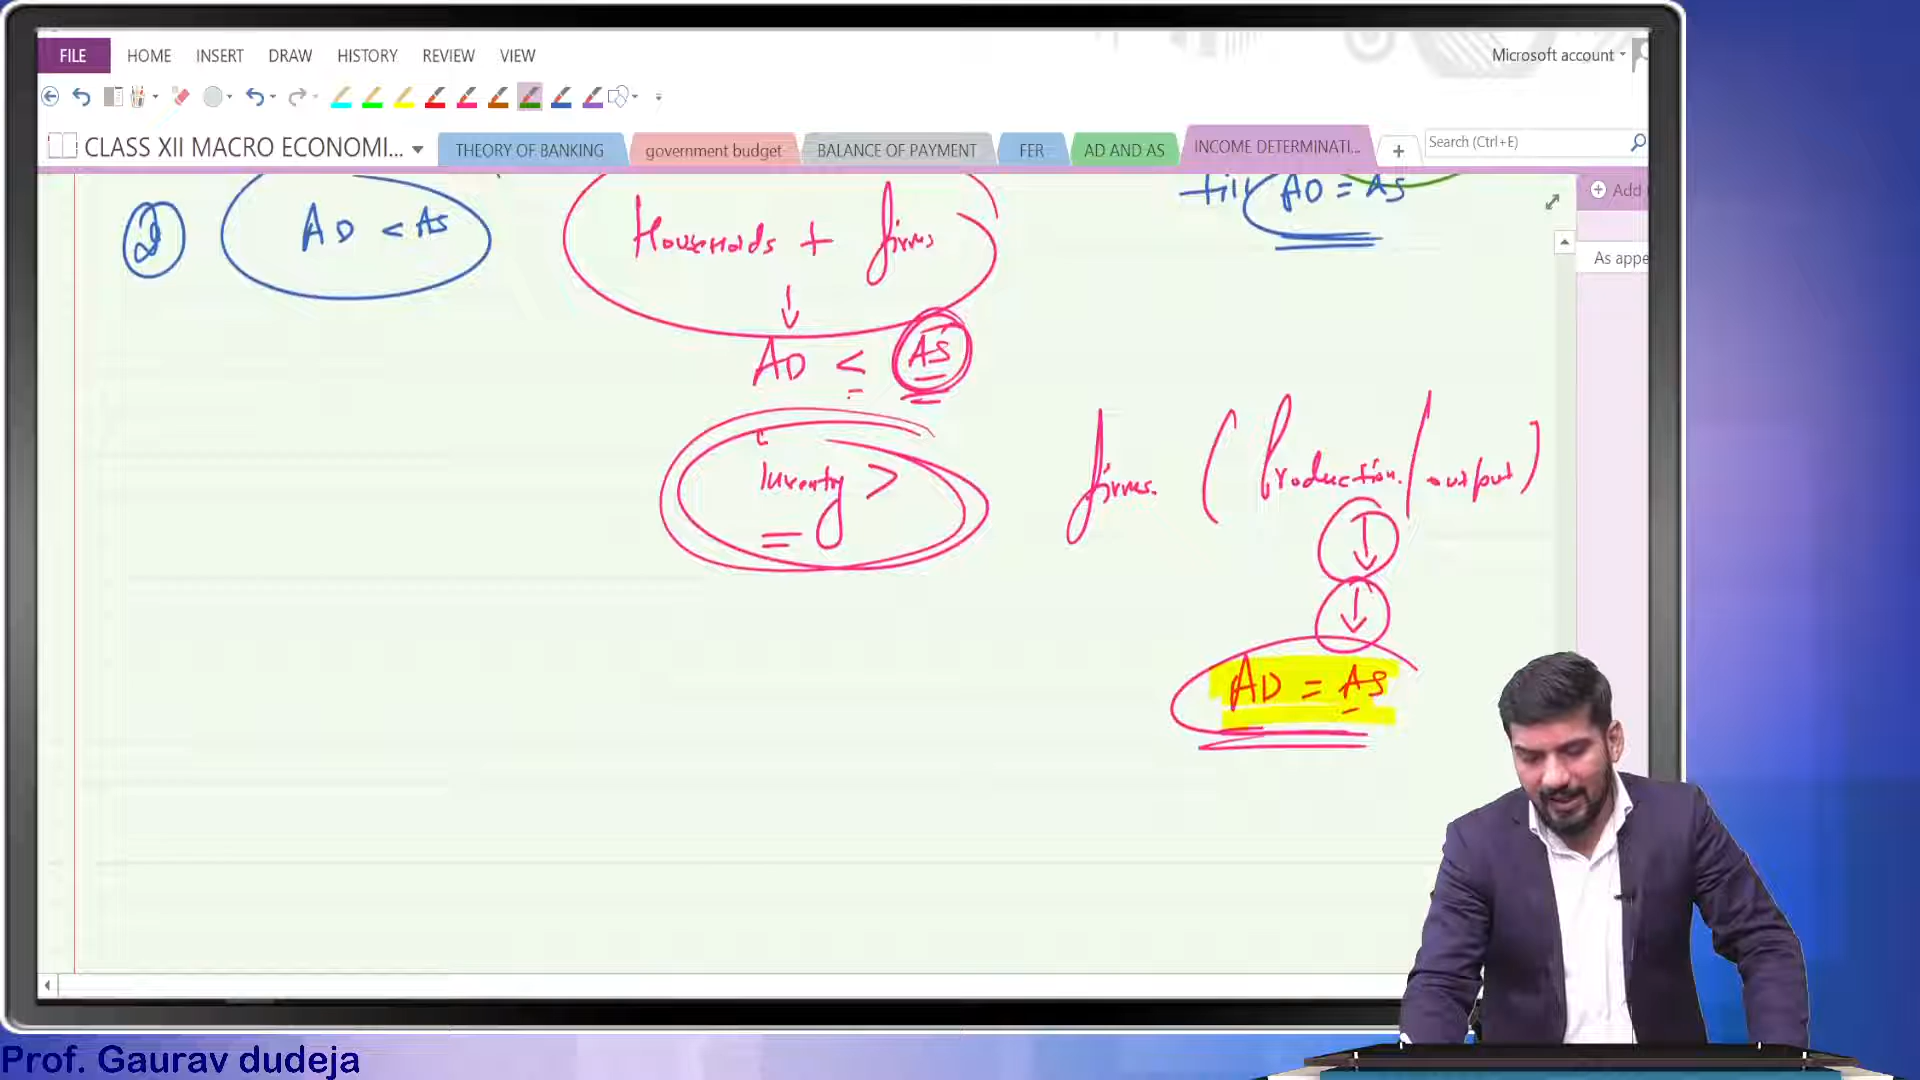 FILE HOME INSERT DRAW HISTORY REVIEW VIEW Microsoft account
CLASS XII MACRO ECONOMI... THEORY OF BANKING government budget BALANCE OF PAYMENT FER AD AND AS INCOME DETERMINATI... + Search (Ctrl+E)
Add
As appe
till AD = AS
2 AD < AS Households + firms
AD < AS
Inventory > firms (Production/output)
AD = AS
Prof. Gaurav dudeja